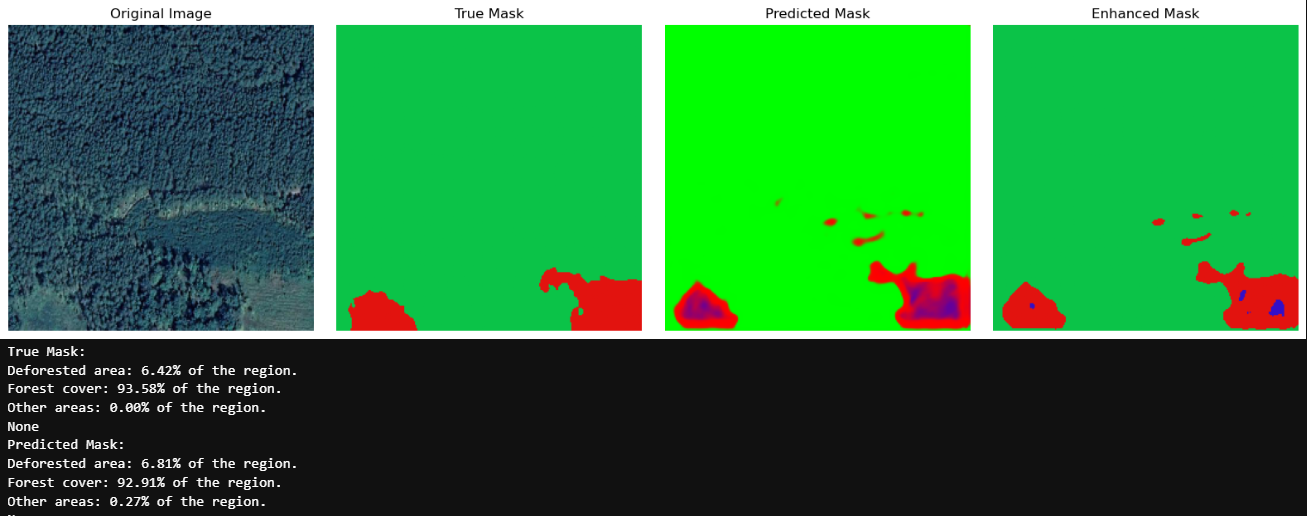 Original Image
True Mask
Predicted Mask
Enhanced Mask
True Mask:
Deforested area: 6.42% of the region.
Forest cover: 93.58% of the region.
Other areas: 0.00% of the region.
None
Predicted Mask:
Deforested area: 6.81% of the region.
Forest cover: 92.91% of the region.
Other areas: 0.27% of the region.